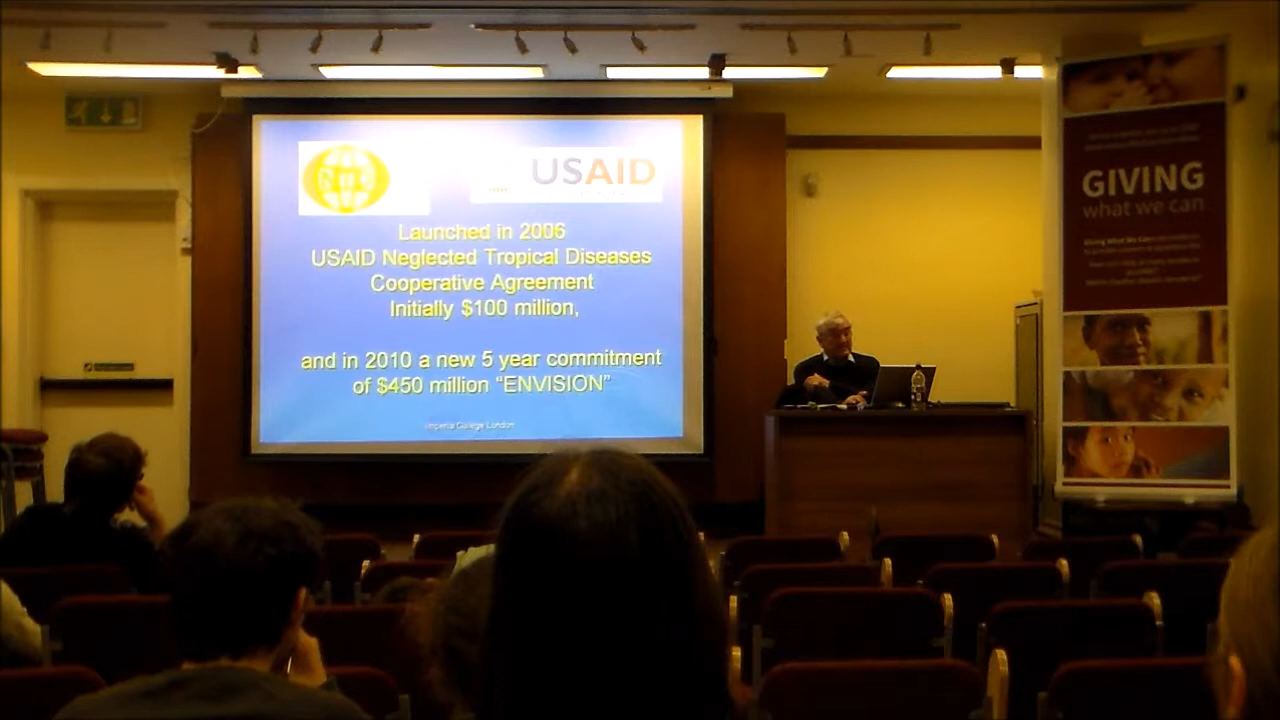 USAID
Launched in 2006
USAID Neglected Tropical Diseases
Cooperative Agreement
Initially $100 million,
and in 2010 a new 5 year commitment
of $450 million “ENVISION”
Imperial College London
GIVING
what we can